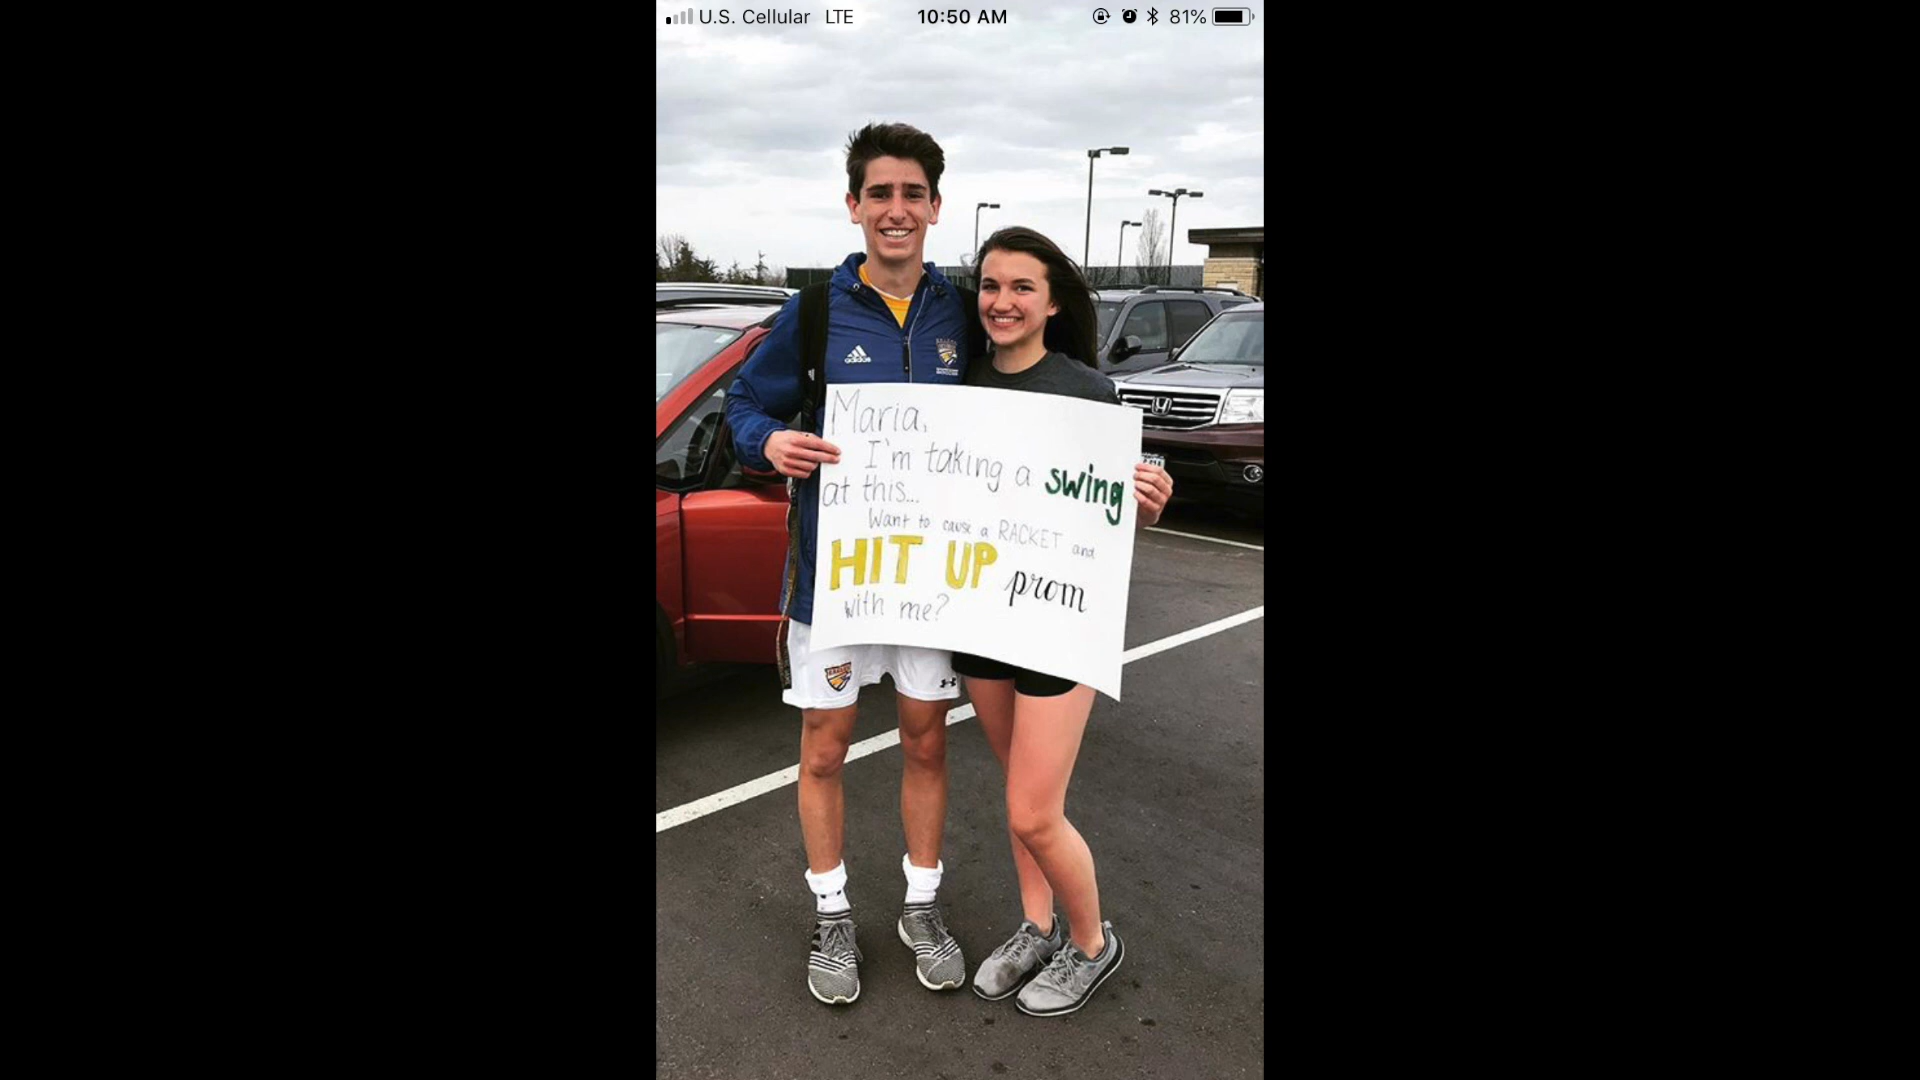 U.S. Cellular LTE 10:50 AM 81%
adidas
Maria,
I'm taking a swing
at this...
Want to cause a RACKET and
HIT UP prom
with me?